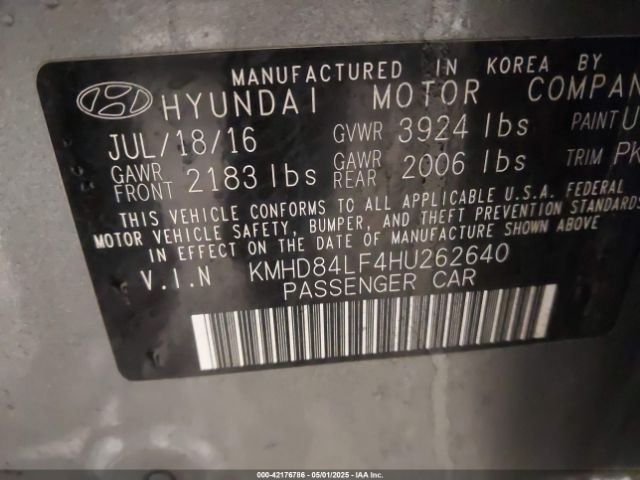 MANUFACTURED IN KOREA BY
HYUNDAI MOTOR COMPAN
JUL/18/16 GVWR 3924 lbs PAINT U
GAWR FRONT 2183 lbs GAWR REAR 2006 lbs TRIM PK
THIS VEHICLE CONFORMS TO ALL APPLICABLE U.S.A. FEDERAL
MOTOR VEHICLE SAFETY, BUMPER, AND THEFT PREVENTION STANDARDS
IN EFFECT ON THE DATE OF MANUFACTURE SHOWN ABOVE
V.I.N KMHD84LF4HU262640
PASSENGER CAR
000-42176786 - 05/01/2025 - IAA Inc.